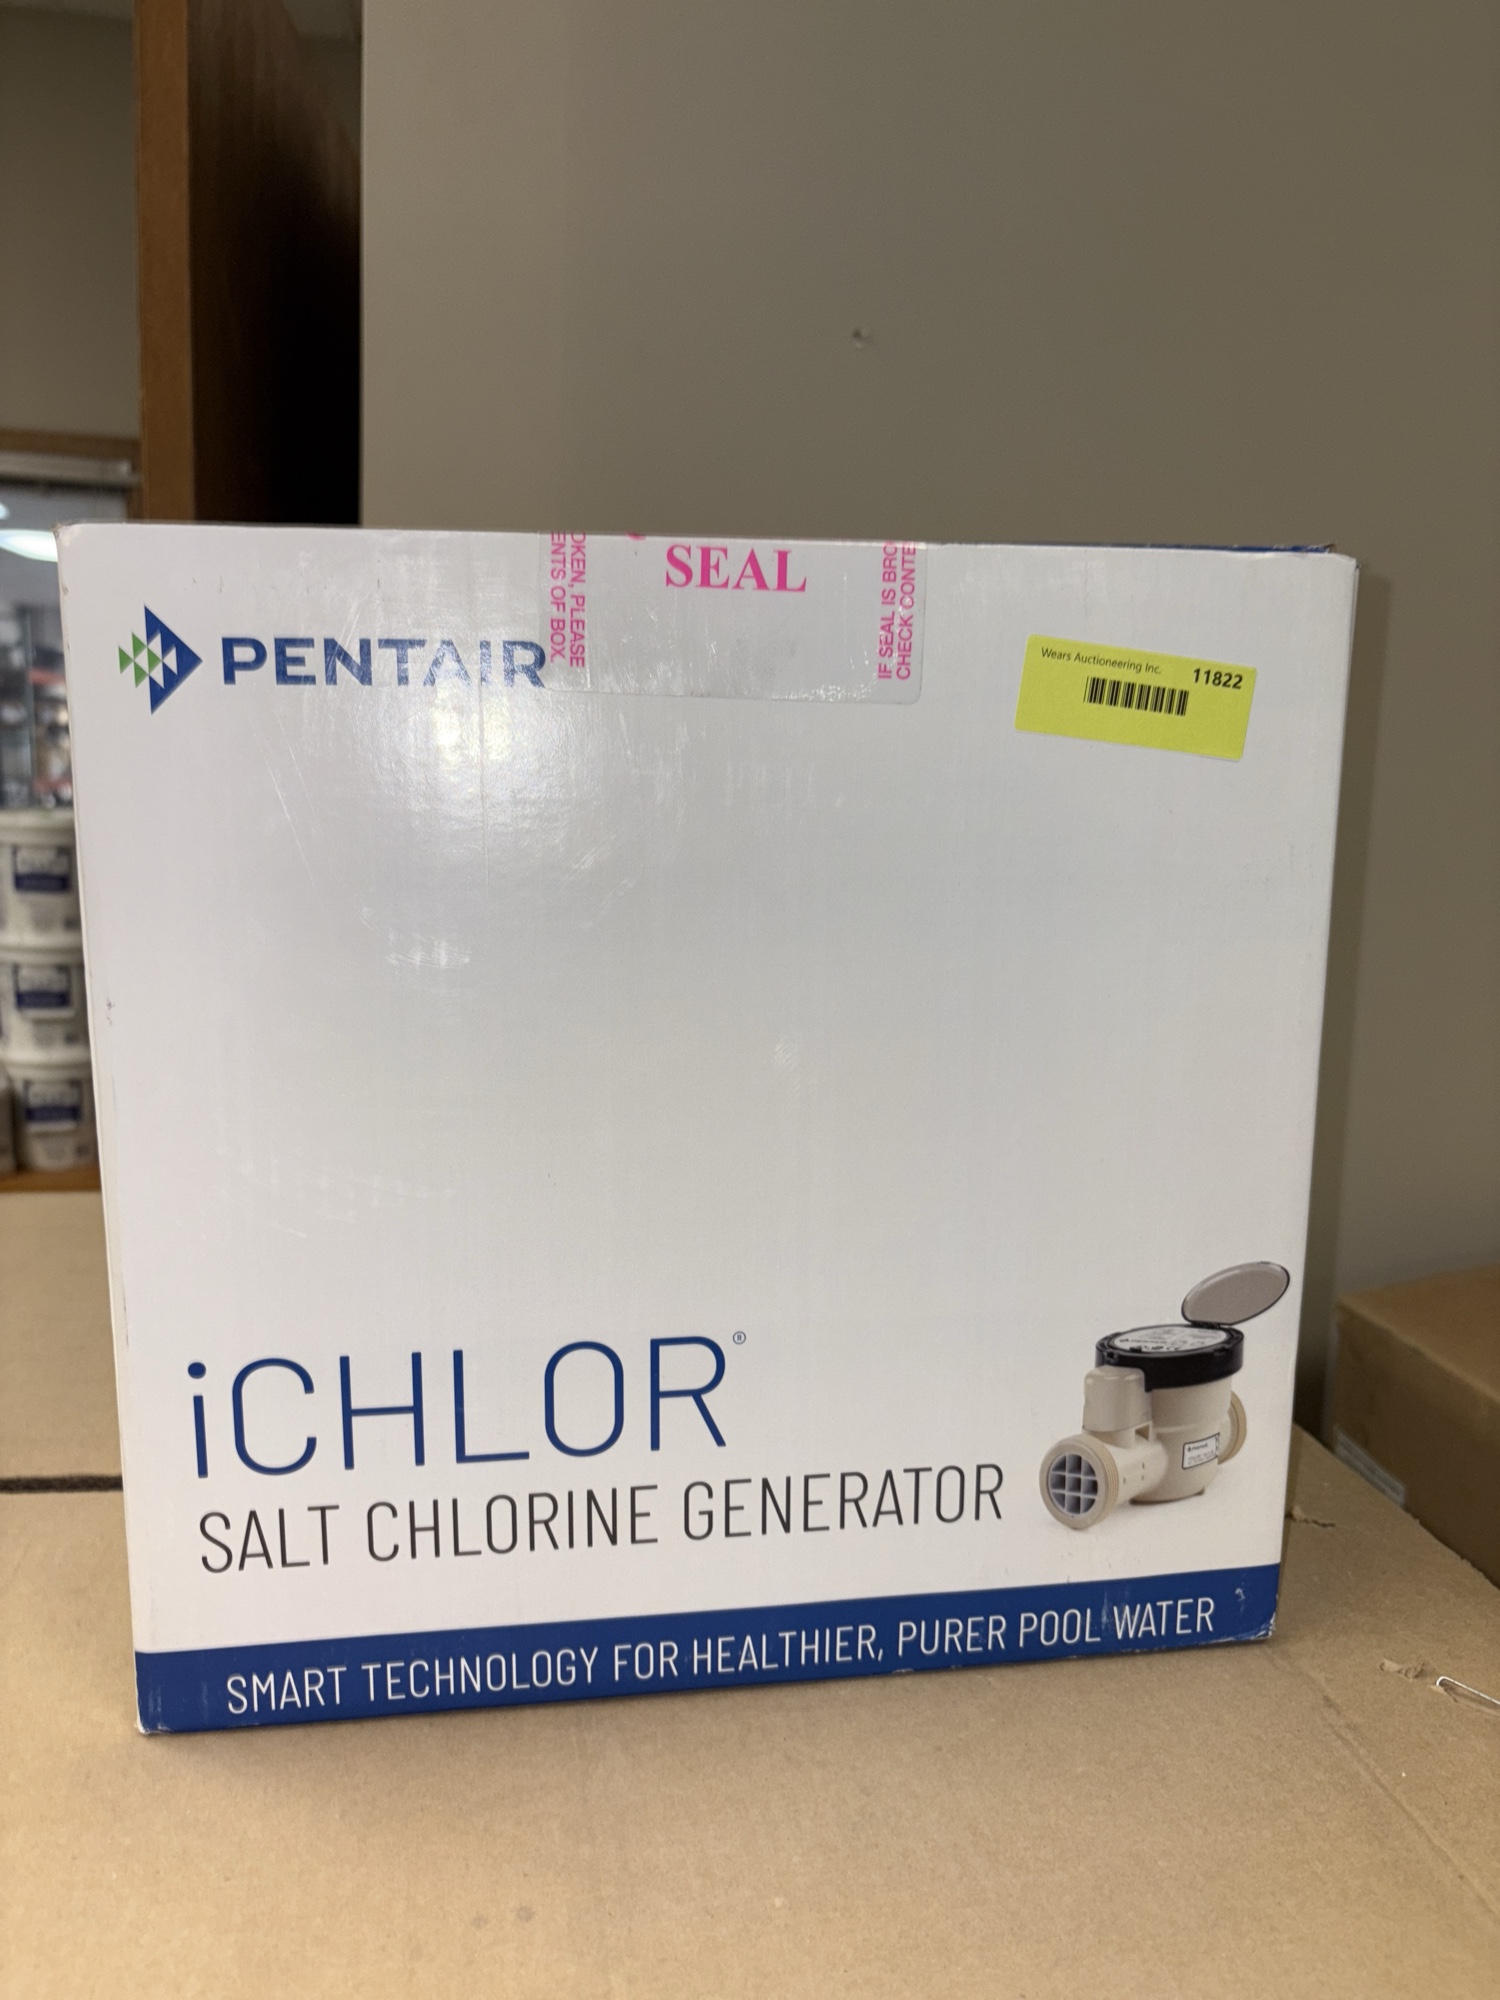 SEAL
OKEN, PLEASE
ENTS OF BOX.
IF SEAL IS BRO
CHECK CONTE
PENTAIR
Wears Auctioneering Inc. 11822
iCHLOR®
SALT CHLORINE GENERATOR
SMART TECHNOLOGY FOR HEALTHIER, PURER POOL WATER